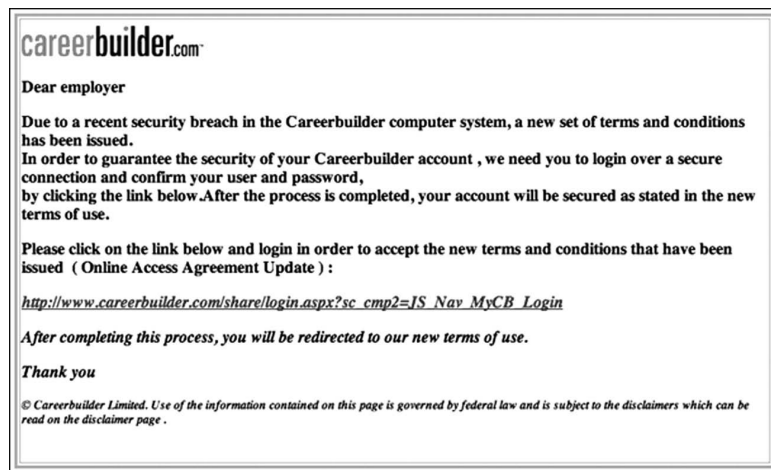 careerbuilder.com™
Dear employer
Due to a recent security breach in the Careerbuilder computer system, a new set of terms and conditions
has been issued.
In order to guarantee the security of your Careerbuilder account , we need you to login over a secure
connection and confirm your user and password,
by clicking the link below.After the process is completed, your account will be secured as stated in the new
terms of use.
Please click on the link below and login in order to accept the new terms and conditions that have been
issued ( Online Access Agreement Update ) :
http://www.careerbuilder.com/share/login.aspx?sc_cmp2=JS_Nav_MyCB_Login
After completing this process, you will be redirected to our new terms of use.
Thank you
© Careerbuilder Limited. Use of the information contained on this page is governed by federal law and is subject to the disclaimers which can be
read on the disclaimer page .